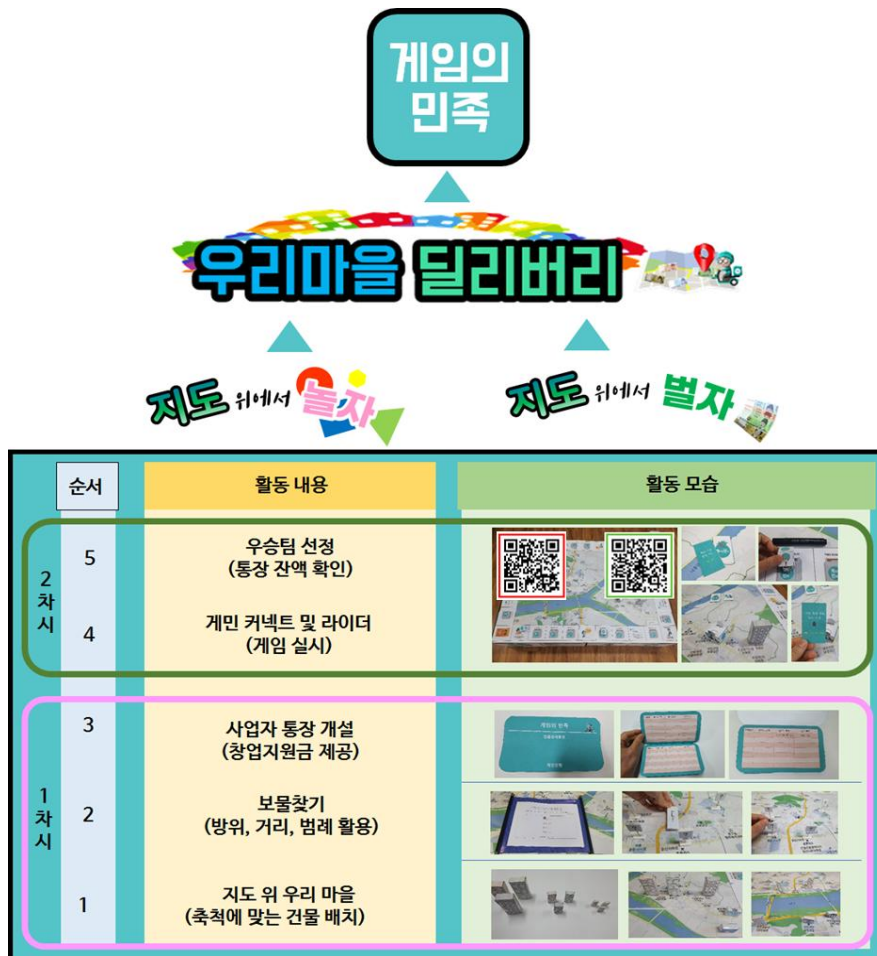 게임의
민족
우리마을 딜리버리
지도 위에서 놀자
지도 위에서 벌자
순서
활동 내용
활동 모습
2
차
시
5
우승팀 선정
(통장 잔액 확인)
4
게민 커넥트 및 라이더
(게임 실시)
1
차
시
3
사업자 통장 개설
(창업지원금 제공)
게임의 민족
2
보물찾기
(방위, 거리, 범례 활용)
1
지도 위 우리 마을
(축척에 맞는 건물 배치)